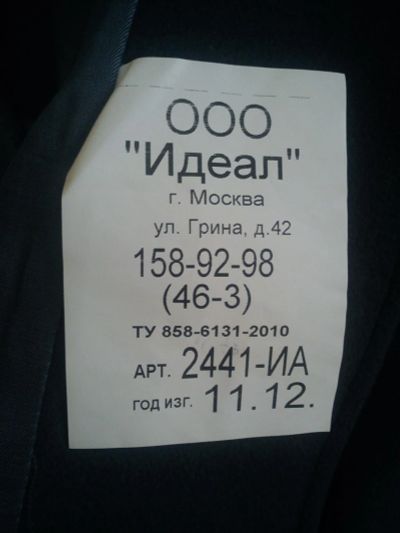 ООО
"Идеал"
г. Москва
ул. Грина, д.42
158-92-98
(46-3)
ТУ 858-6131-2010
АРТ. 2441-ИА
ГОД ИЗГ. 11.12.